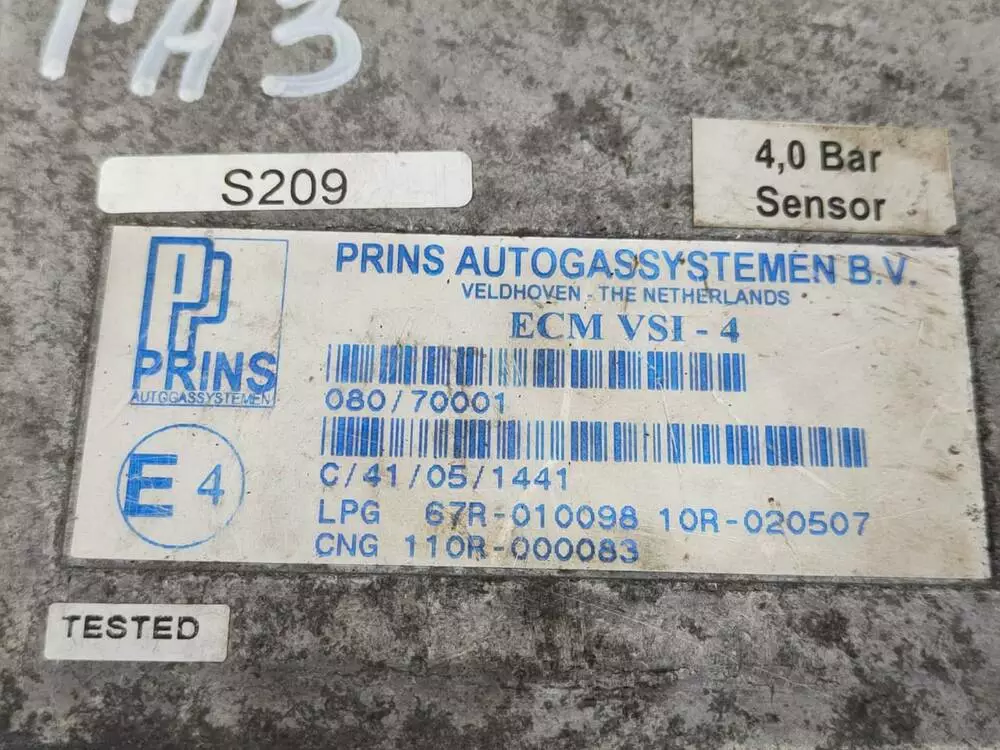 ГАЗ
S209
4,0 Bar
Sensor
PRINS AUTOGASSYSTEMEN B.V.
VELDHOVEN - THE NETHERLANDS
ECM VSI - 4
PRINS
AUTOGASSYSTEMEN
080/70001
C/41/05/1441
E 4
LPG 67R-010098 10R-020507
CNG 110R-000083
TESTED